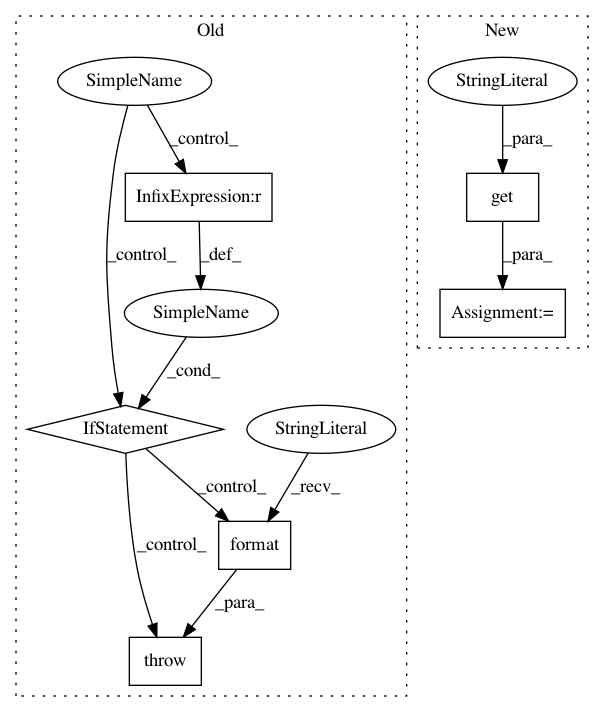 Old
New
SimpleName
StringLiteral
_control_
_para_
InfixExpression:r
get
_control_
_def_
_para_
SimpleName
Assignment:=
_cond_
IfStatement
StringLiteral
_control_
_recv_
_control_
format
_para_
throw